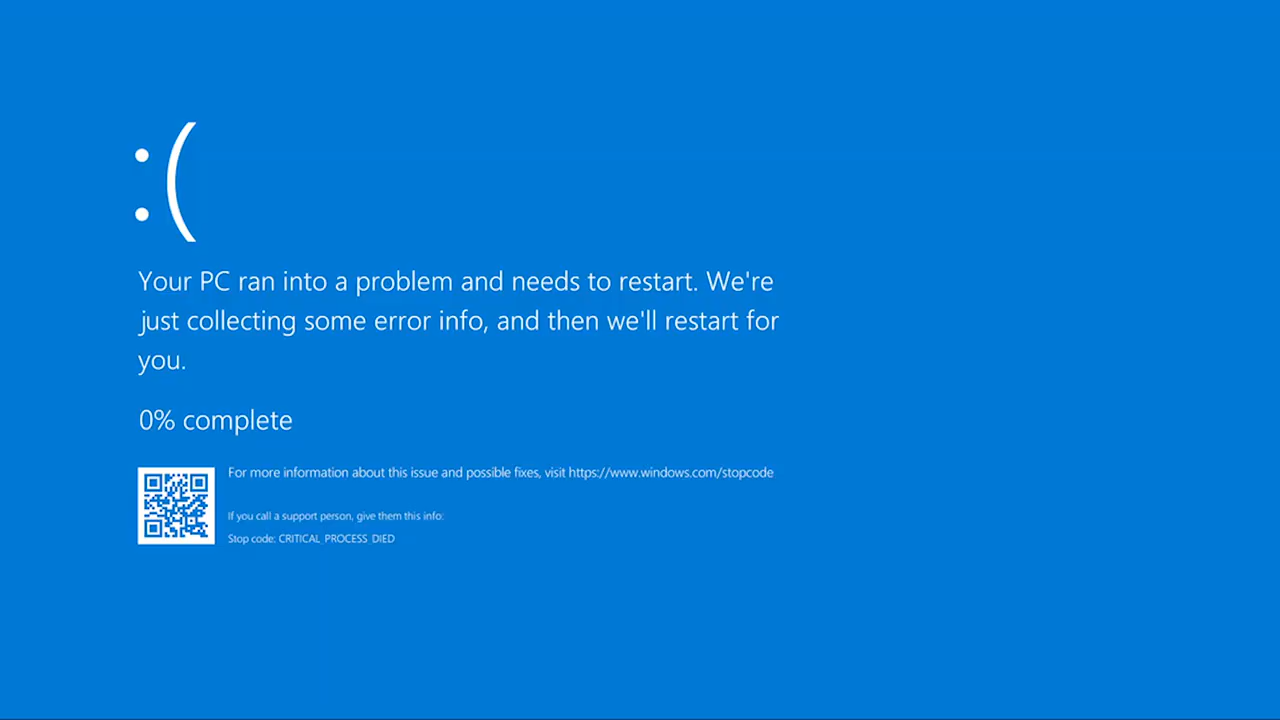 :(
Your PC ran into a problem and needs to restart. We're
just collecting some error info, and then we'll restart for
you.
0% complete
For more information about this issue and possible fixes, visit https://www.windows.com/stopcode
If you call a support person, give them this info:
Stop code: CRITICAL_PROCESS_DIED